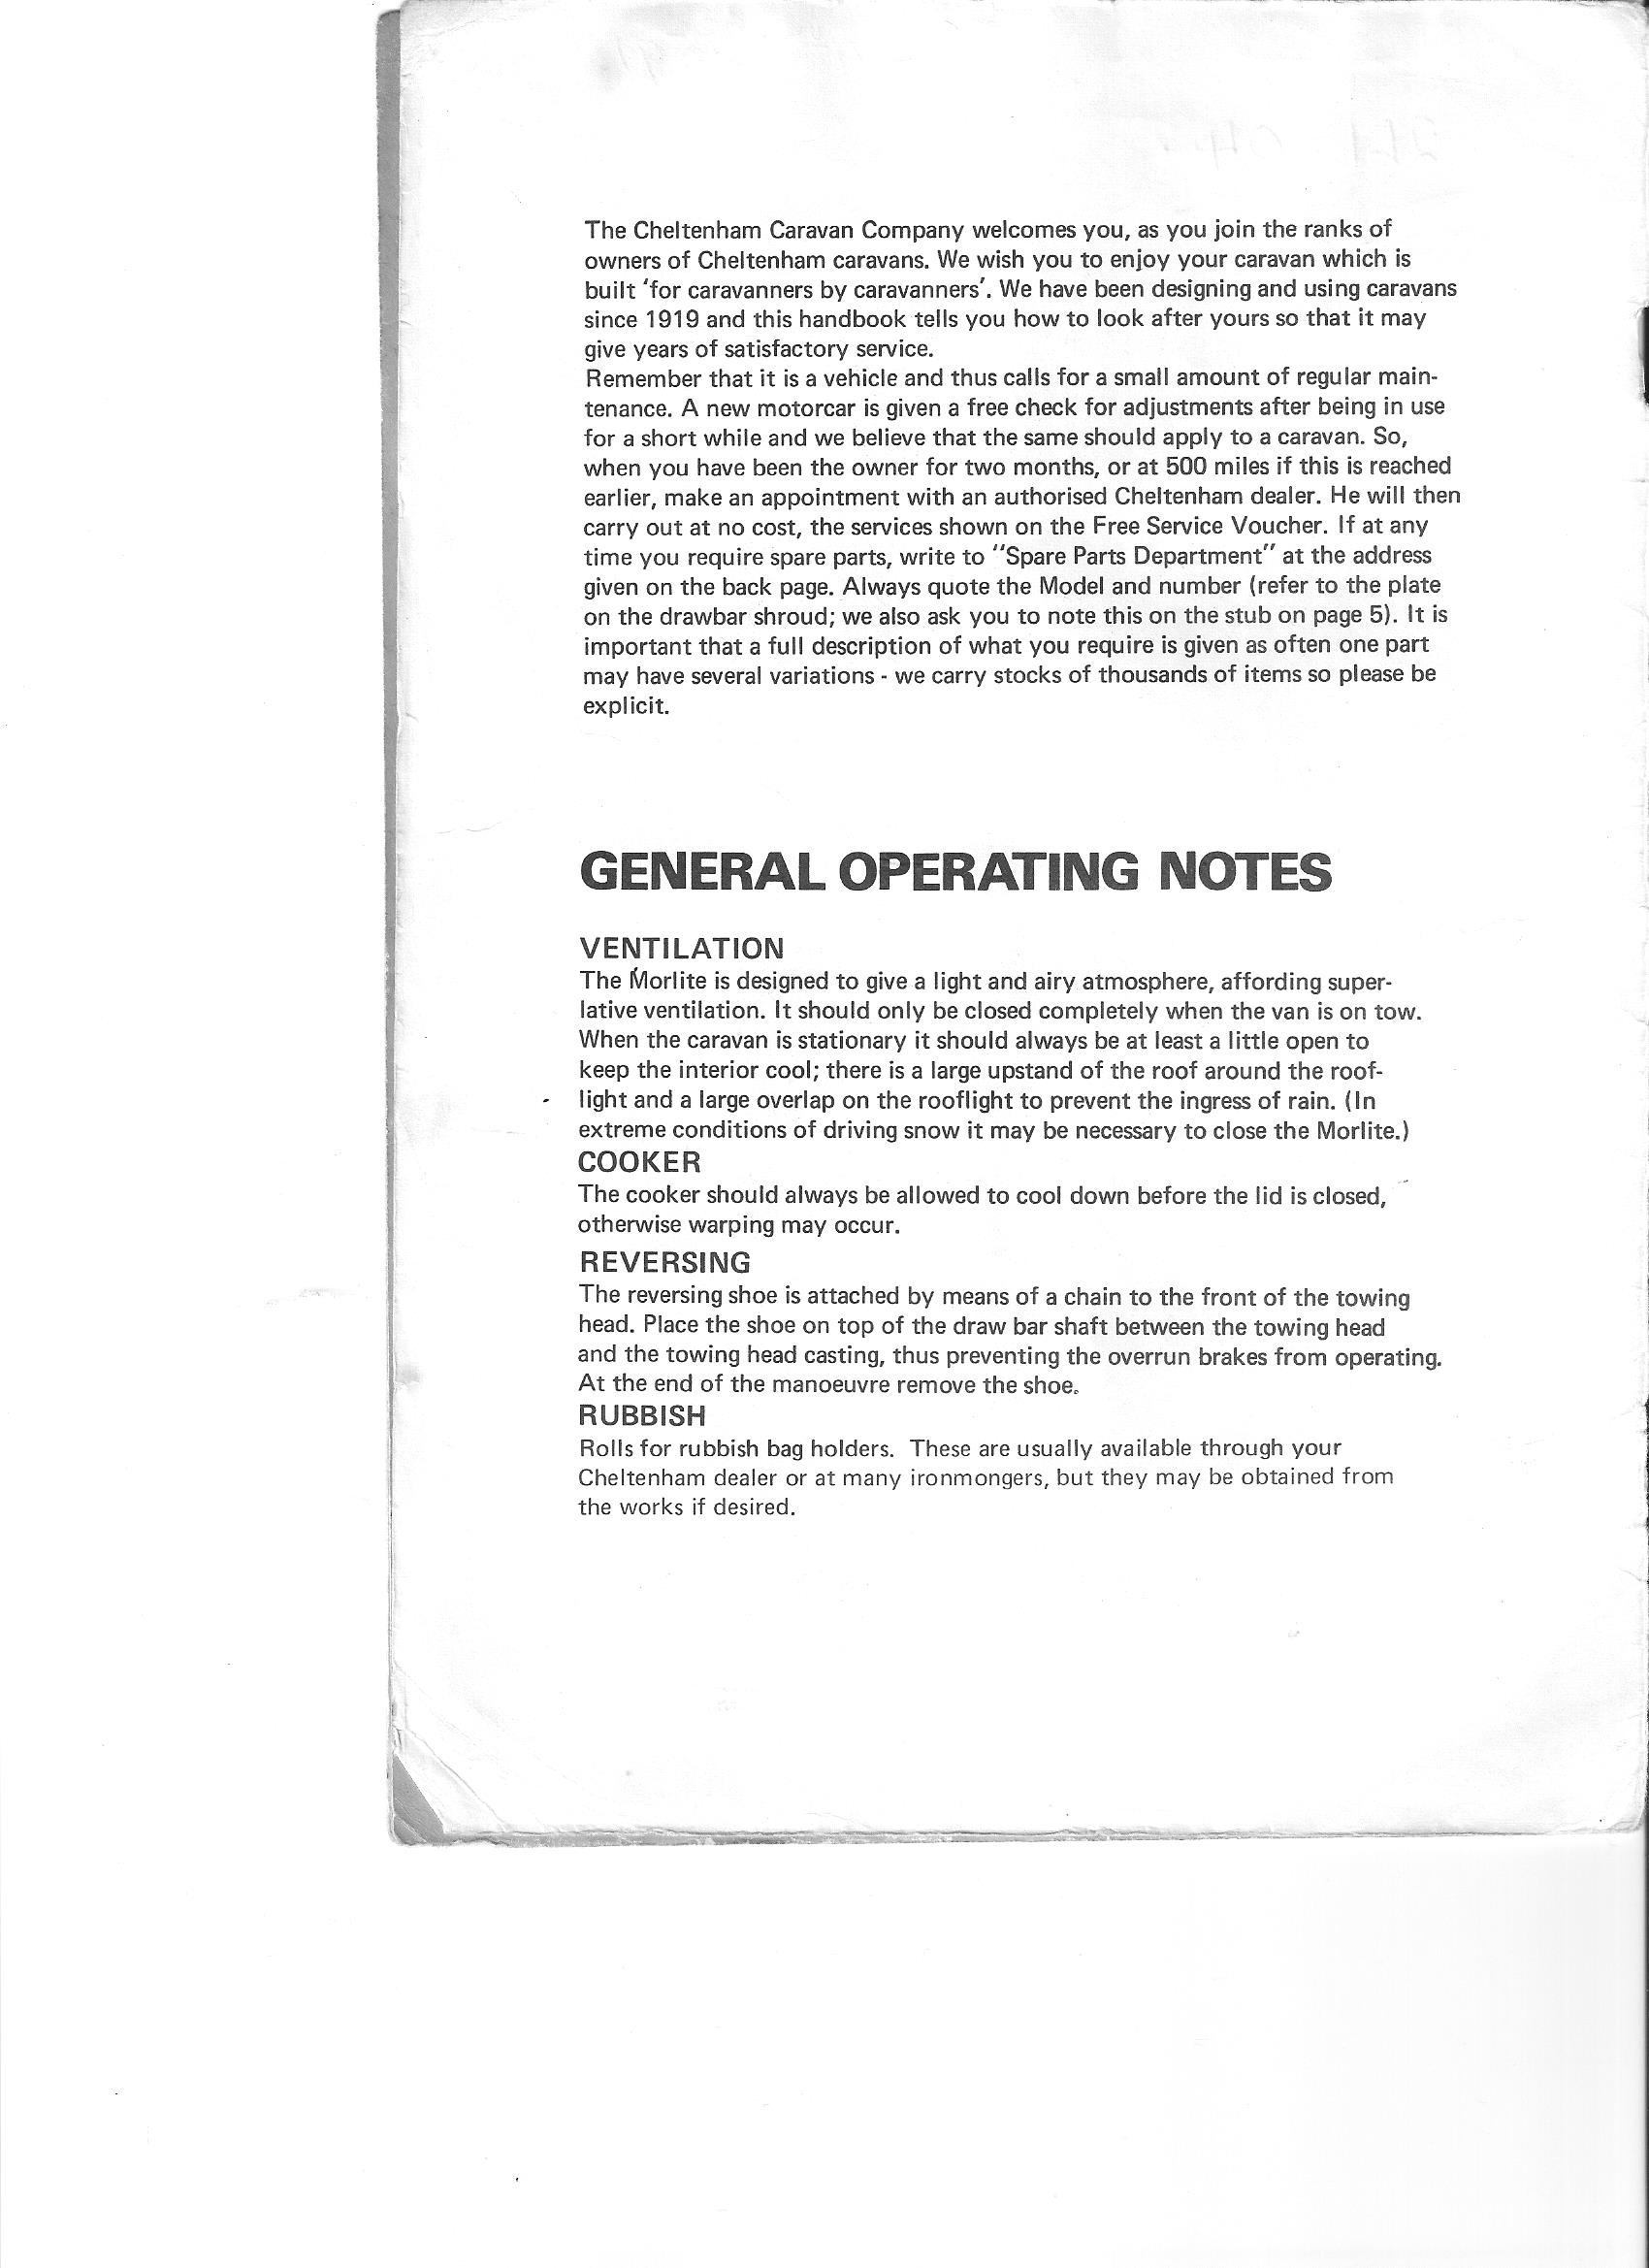 The Cheltenham Caravan Company welcomes you, as you join the ranks of
owners of Cheltenham caravans. We wish you to enjoy your caravan which is
built 'for caravanners by caravanners'. We have been designing and using caravans
since 1919 and this handbook tells you how to look after yours so that it may
give years of satisfactory service.
Remember that it is a vehicle and thus calls for a small amount of regular main-
tenance. A new motorcar is given a free check for adjustments after being in use
for a short while and we believe that the same should apply to a caravan. So,
when you have been the owner for two months, or at 500 miles if this is reached
earlier, make an appointment with an authorised Cheltenham dealer. He will then
carry out at no cost, the services shown on the Free Service Voucher. If at any
time you require spare parts, write to "Spare Parts Department" at the address
given on the back page. Always quote the Model and number (refer to the plate
on the drawbar shroud; we also ask you to note this on the stub on page 5). It is
important that a full description of what you require is given as often one part
may have several variations - we carry stocks of thousands of items so please be
explicit.
GENERAL OPERATING NOTES
VENTILATION
The Morlite is designed to give a light and airy atmosphere, affording super-
lative ventilation. It should only be closed completely when the van is on tow.
When the caravan is stationary it should always be at least a little open to
keep the interior cool; there is a large upstand of the roof around the roof-
light and a large overlap on the rooflight to prevent the ingress of rain. (In
extreme conditions of driving snow it may be necessary to close the Morlite.)
COOKER
The cooker should always be allowed to cool down before the lid is closed,
otherwise warping may occur.
REVERSING
The reversing shoe is attached by means of a chain to the front of the towing
head. Place the shoe on top of the draw bar shaft between the towing head
and the towing head casting, thus preventing the overrun brakes from operating.
At the end of the manoeuvre remove the shoe.
RUBBISH
Rolls for rubbish bag holders. These are usually available through your
Cheltenham dealer or at many ironmongers, but they may be obtained from
the works if desired.